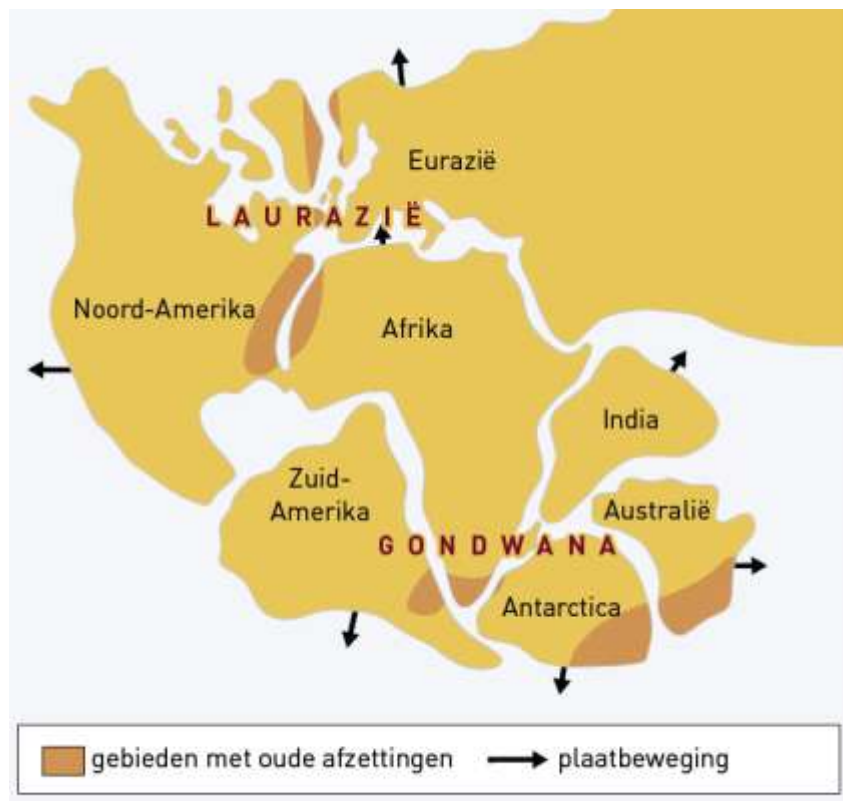 Eurazië
LAURAZIË
Noord-Amerika
Afrika
India
Zuid-
Amerika
Australië
GONDWANA
Antarctica
gebieden met oude afzettingen
plaatbeweging